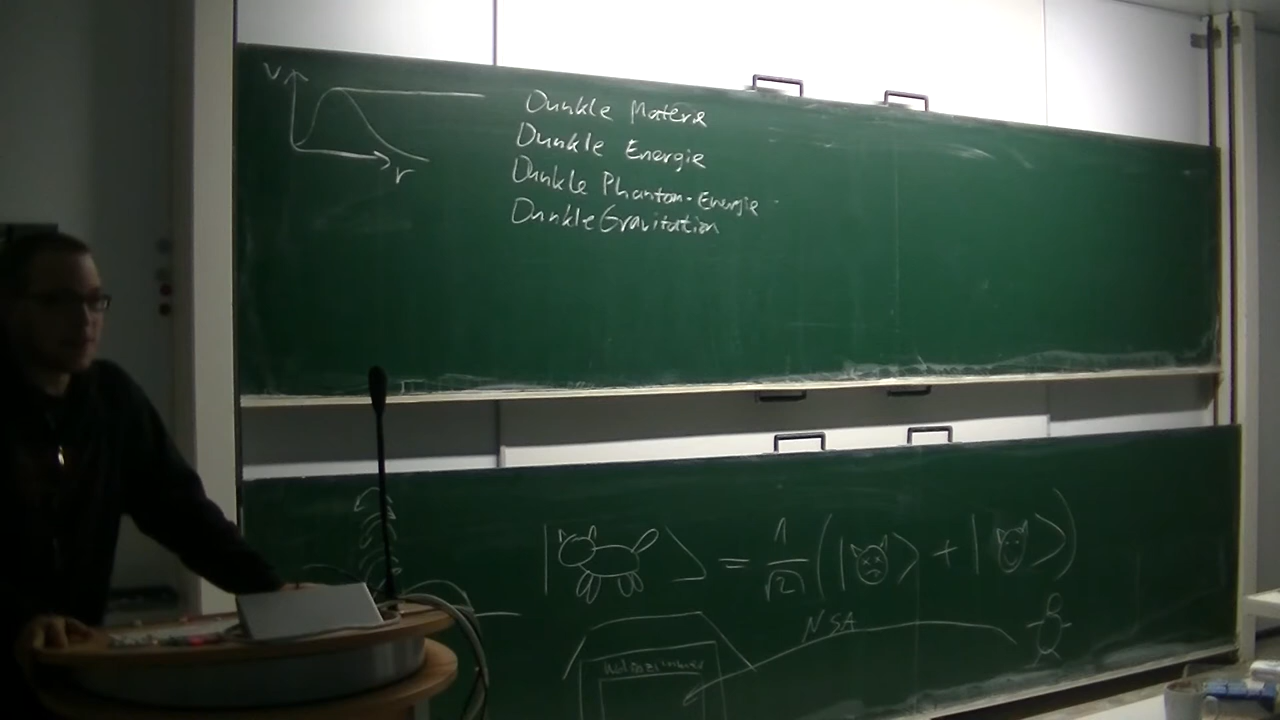 v
r
Dunkle Materie
Dunkle Energie
Dunkle Phantom-Energie
Dunkle Gravitation
| ⟩ = 1/√2 (| ⟩ + | ⟩)
NSA